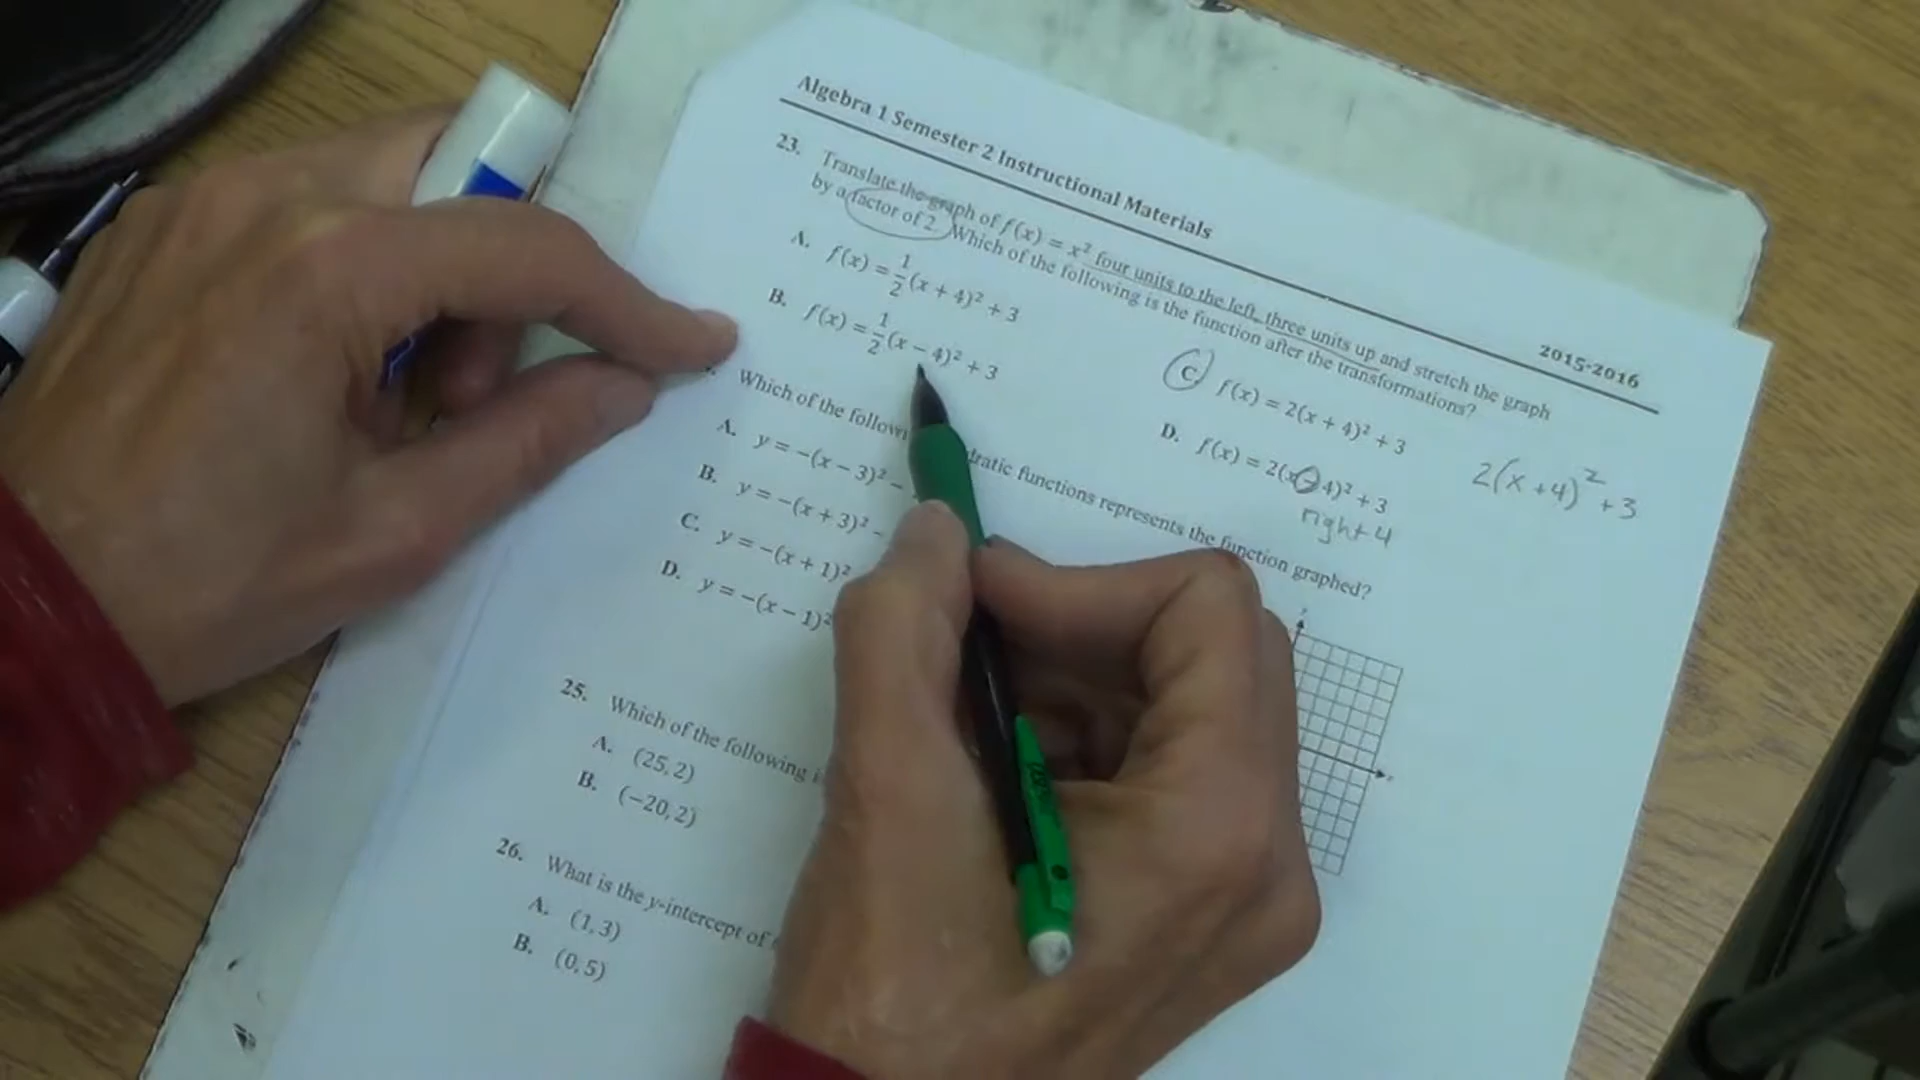 Algebra 1 Semester 2 Instructional Materials
2015-2016
23. Translate the graph of f(x) = x² four units to the left, three units up and stretch the graph
by a factor of 2. Which of the following is the function after the transformations?
A. f(x) = 1/2(x + 4)² + 3
B. f(x) = 1/2(x − 4)² + 3
C. f(x) = 2(x + 4)² + 3
D. f(x) = 2(x − 4)² + 3
right 4
2(x+4)² +3
Which of the followi
dratic functions represents the function graphed?
A. y = −(x − 3)² −
B. y = −(x + 3)² −
C. y = −(x + 1)²
D. y = −(x − 1)²
25. Which of the following i
A. (25, 2)
B. (−20, 2)
26. What is the y-intercept of
A. (1, 3)
B. (0, 5)